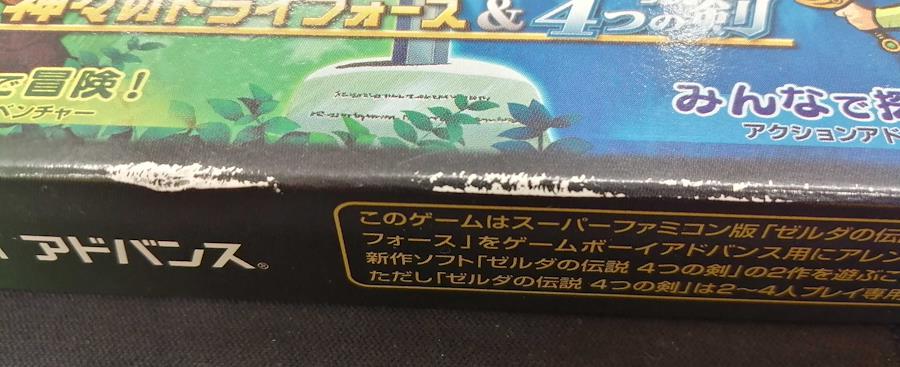 神々のトライフォース & 4つの剣
で冒険！
ベンチャー
みんなで探
アクションアド
アドバンス®
このゲームはスーパーファミコン版「ゼルダの伝
フォース」をゲームボーイアドバンス用にアレン
新作ソフト「ゼルダの伝説 4つの剣」の2作を遊ぶこ
ただし「ゼルダの伝説 4つの剣」は2～4人プレイ専用